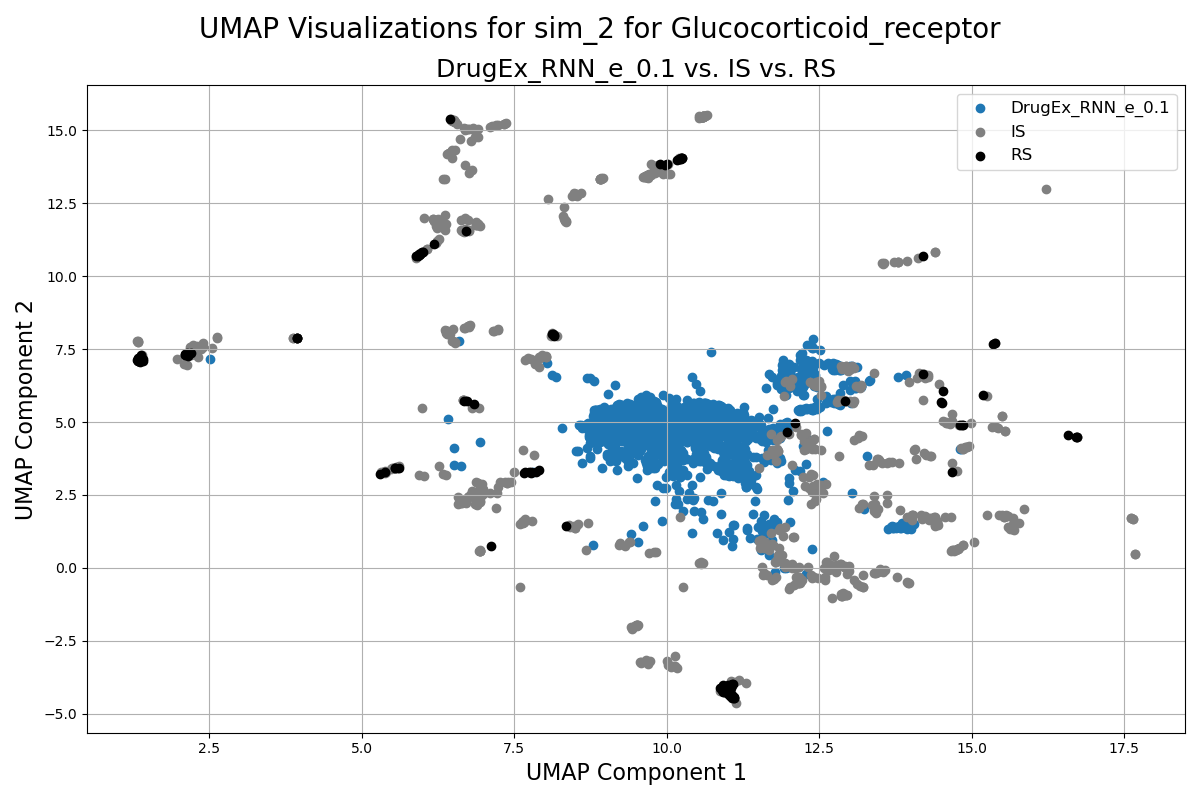 UMAP Visualizations for sim_2 for Glucocorticoid_receptor
DrugEx_RNN_e_0.1 vs. IS vs. RS
DrugEx_RNN_e_0.1
IS
RS
UMAP Component 2
15.0
12.5
10.0
7.5
5.0
2.5
0.0
−2.5
−5.0
2.5 5.0 7.5 10.0 12.5 15.0 17.5
UMAP Component 1